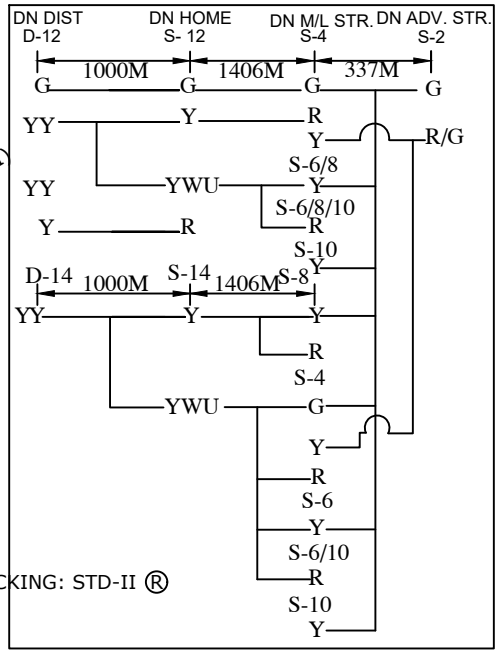 DN DIST DN HOME DN M/L STR. DN ADV. STR.
D-12 S- 12 S-4 S-2
1000M 1406M 337M
G G G G
YY Y R
Y R/G
S-6/8
YY YWU Y
S-6/8/10
Y R R
S-10
Y
D-14 1000M S-14 1406M S-8
YY Y Y
R
S-4
YWU G
Y
R
S-6
Y
S-6/10
CKING: STD-II R R
S-10
Y